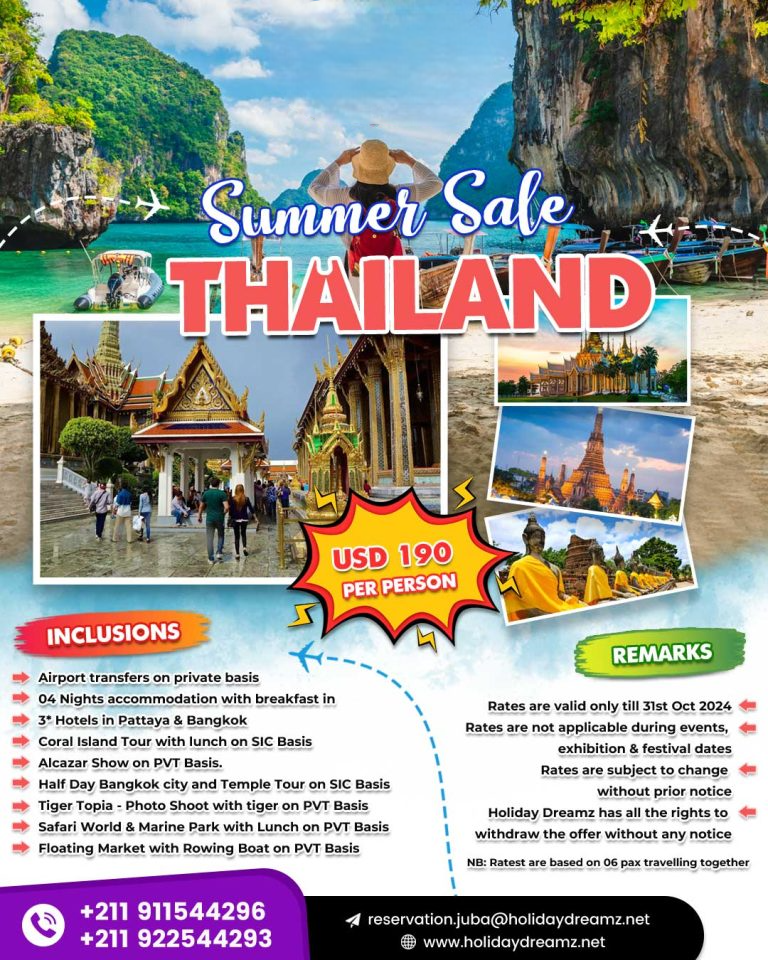 Summer Sale
THAILAND
USD 190
PER PERSON
INCLUSIONS
Airport transfers on private basis
04 Nights accommodation with breakfast in
3* Hotels in Pattaya & Bangkok
Coral Island Tour with lunch on SIC Basis
Alcazar Show on PVT Basis.
Half Day Bangkok city and Temple Tour on SIC Basis
Tiger Topia - Photo Shoot with tiger on PVT Basis
Safari World & Marine Park with Lunch on PVT Basis
Floating Market with Rowing Boat on PVT Basis
REMARKS
Rates are valid only till 31st Oct 2024
Rates are not applicable during events,
exhibition & festival dates
Rates are subject to change
without prior notice
Holiday Dreamz has all the rights to
withdraw the offer without any notice
NB: Ratest are based on 06 pax travelling together
+211 911544296
+211 922544293
reservation.juba@holidaydreamz.net
www.holidaydreamz.net